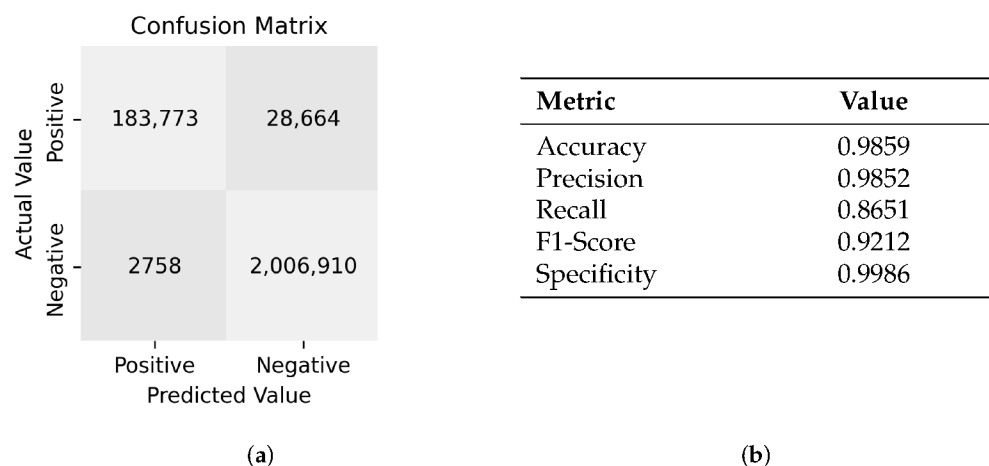 Confusion Matrix
Actual Value
Positive
183,773 28,664
Negative
2758 2,006,910
Positive Negative
Predicted Value
(a)
Metric Value
Accuracy 0.9859
Precision 0.9852
Recall 0.8651
F1-Score 0.9212
Specificity 0.9986
(b)